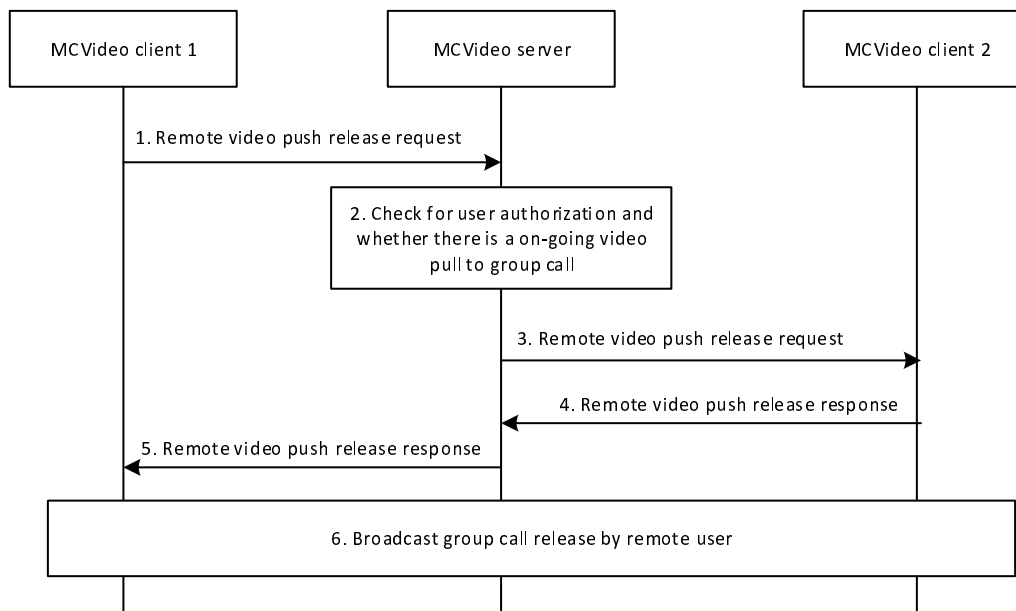 MCVideo client 1
MCVideo server
MCVideo client 2
1. Remote video push release request
2. Check for user authorization and
whether there is a on-going video
pull to group call
3. Remote video push release request
4. Remote video push release response
5. Remote video push release response
6. Broadcast group call release by remote user